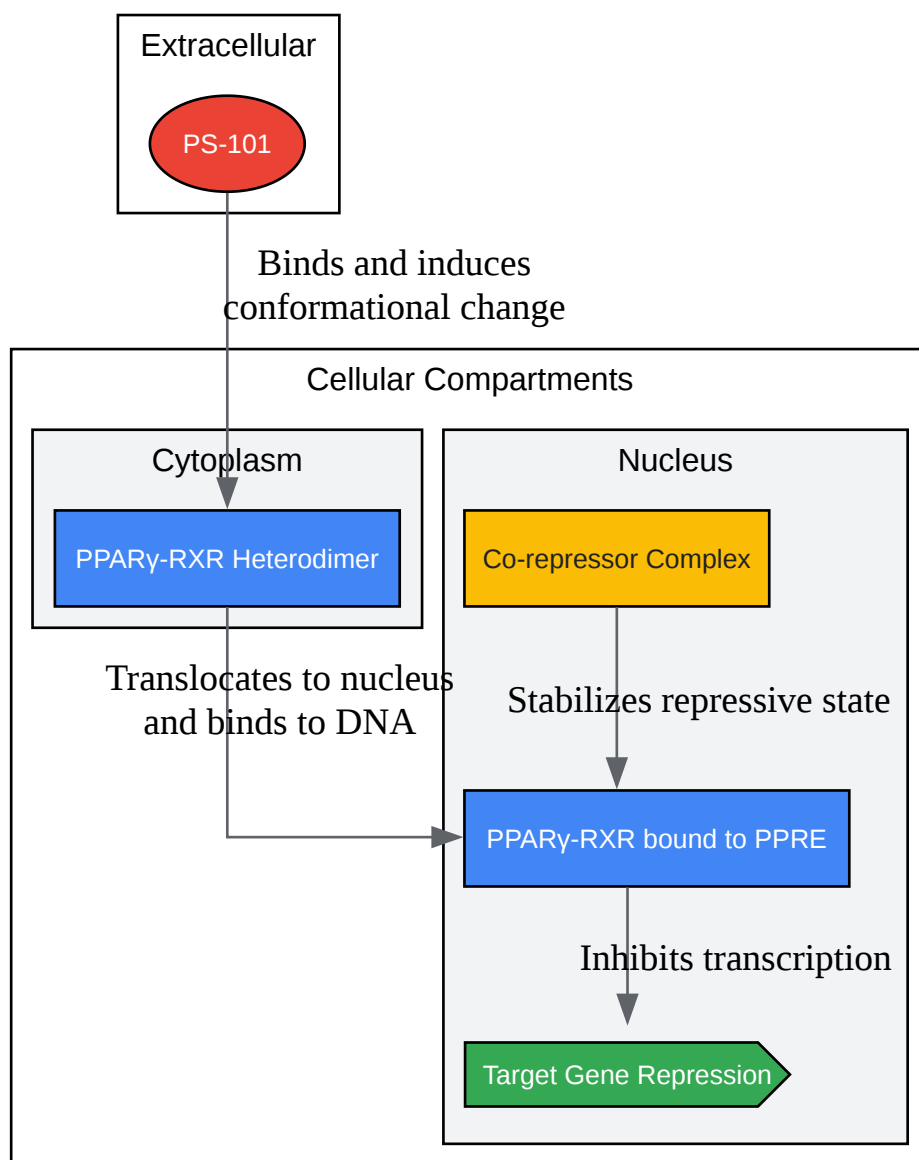 Extracellular
PS-101
Binds and induces
conformational change
Cellular Compartments
Cytoplasm
Nucleus
PPARγ-RXR Heterodimer
Co-repressor Complex
Translocates to nucleus
and binds to DNA
Stabilizes repressive state
PPARγ-RXR bound to PPRE
Inhibits transcription
Target Gene Repression